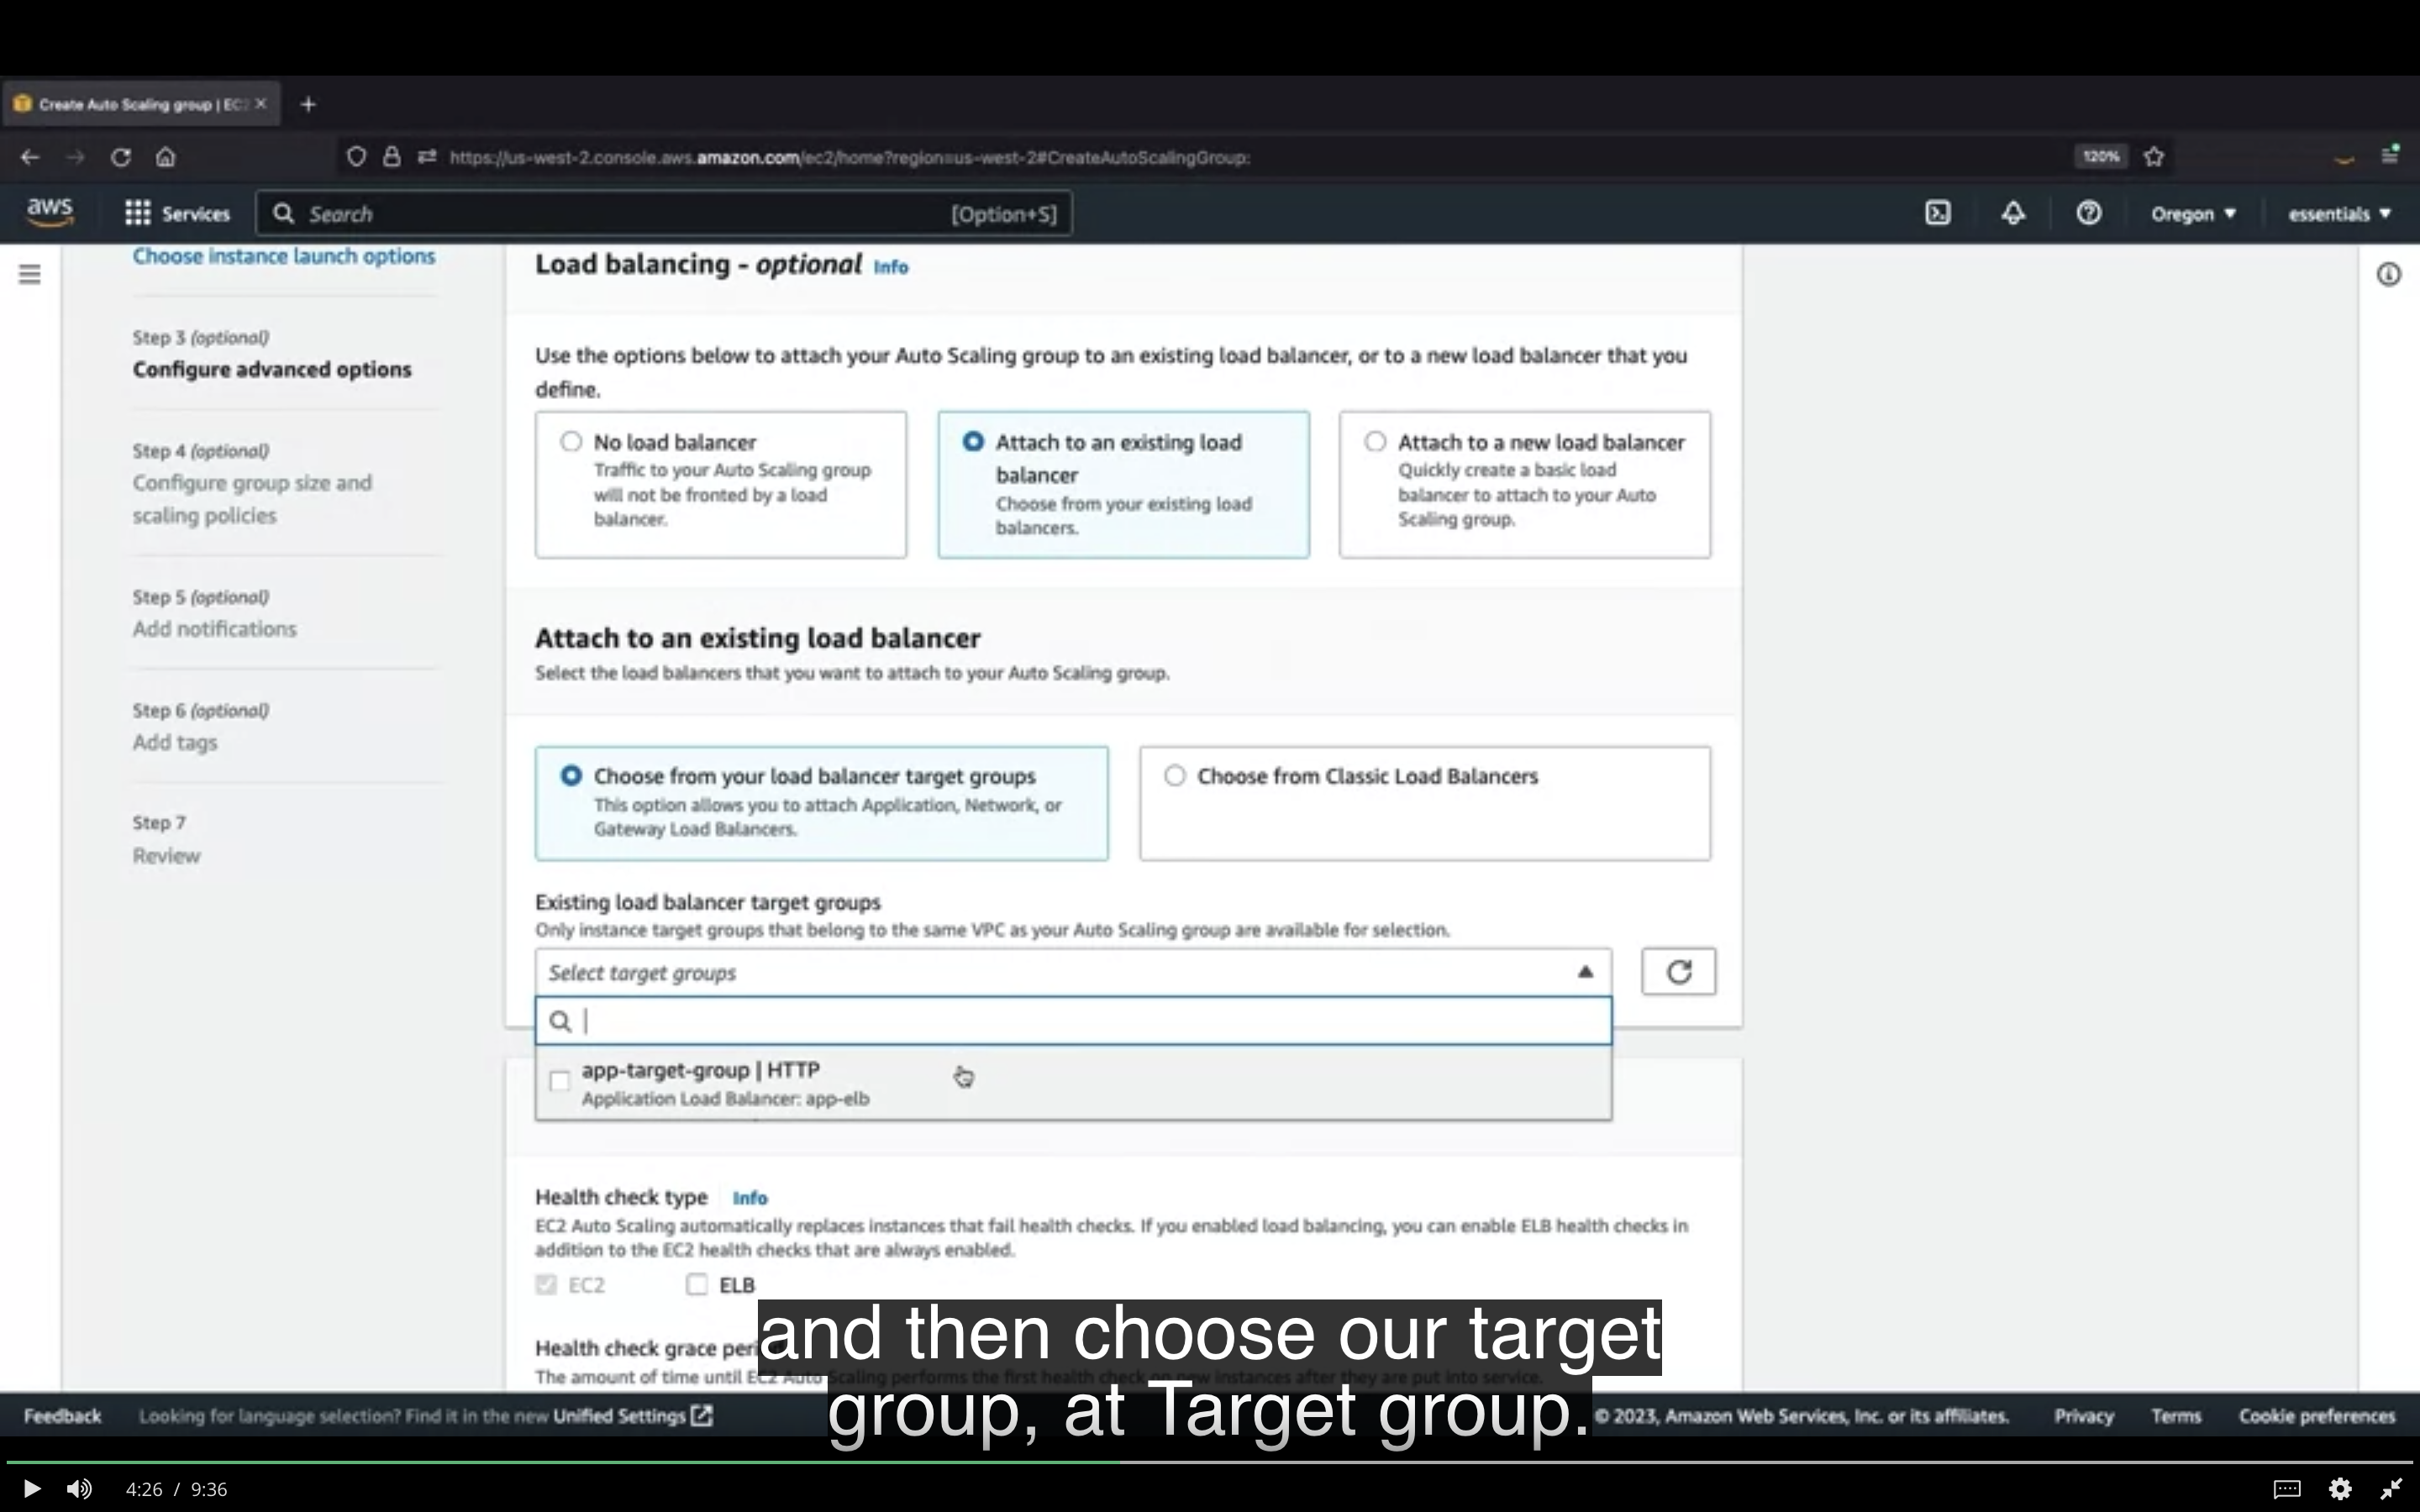 Create Auto Scaling group | EC2
https://us-west-2.console.aws.amazon.com/ec2/home?region=us-west-2#CreateAutoScalingGroup:
120%
aws
Services
Search
[Option+S]
Oregon
essentials
Choose instance launch options
Step 3 (optional)
Configure advanced options
Step 4 (optional)
Configure group size and
scaling policies
Step 5 (optional)
Add notifications
Step 6 (optional)
Add tags
Step 7
Review
Load balancing - optional Info
Use the options below to attach your Auto Scaling group to an existing load balancer, or to a new load balancer that you
define.
No load balancer
Traffic to your Auto Scaling group
will not be fronted by a load
balancer.
Attach to an existing load
balancer
Choose from your existing load
balancers.
Attach to a new load balancer
Quickly create a basic load
balancer to attach to your Auto
Scaling group.
Attach to an existing load balancer
Select the load balancers that you want to attach to your Auto Scaling group.
Choose from your load balancer target groups
This option allows you to attach Application, Network, or
Gateway Load Balancers.
Choose from Classic Load Balancers
Existing load balancer target groups
Only instance target groups that belong to the same VPC as your Auto Scaling group are available for selection.
Select target groups
app-target-group | HTTP
Application Load Balancer: app-elb
Health check type Info
EC2 Auto Scaling automatically replaces instances that fail health checks. If you enabled load balancing, you can enable ELB health checks in
addition to the EC2 health checks that are always enabled.
EC2
ELB
Health check grace peri
The amount of time until EC2 Auto Scaling performs the first health check on new instances after they are put into service.
and then choose our target
group, at Target group.
Feedback
Looking for language selection? Find it in the new Unified Settings
© 2023, Amazon Web Services, Inc. or its affiliates.
Privacy
Terms
Cookie preferences
4:26 / 9:36